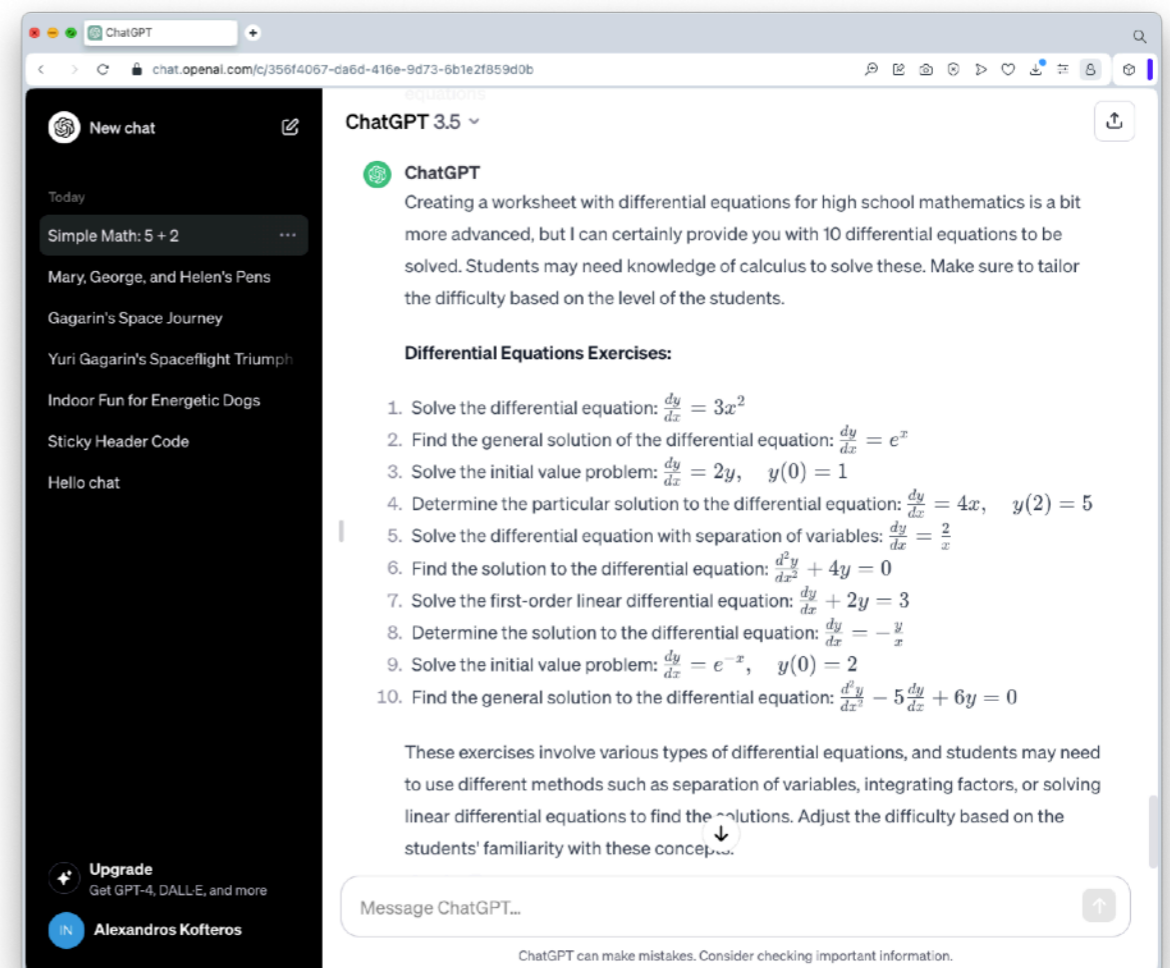 ChatGPT
chat.openai.com/c/356f4067-da6d-416e-9d73-6b1e2f859d0b
New chat
Today
Simple Math: 5 + 2
Mary, George, and Helen's Pens
Gagarin's Space Journey
Yuri Gagarin's Spaceflight Triumph
Indoor Fun for Energetic Dogs
Sticky Header Code
Hello chat
Upgrade
Get GPT-4, DALL·E, and more
IN Alexandros Kofteros
equations
ChatGPT 3.5
ChatGPT
Creating a worksheet with differential equations for high school mathematics is a bit
more advanced, but I can certainly provide you with 10 differential equations to be
solved. Students may need knowledge of calculus to solve these. Make sure to tailor
the difficulty based on the level of the students.
Differential Equations Exercises:
1. Solve the differential equation: dy/dx = 3x²
2. Find the general solution of the differential equation: dy/dx = eˣ
3. Solve the initial value problem: dy/dx = 2y, y(0) = 1
4. Determine the particular solution to the differential equation: dy/dx = 4x, y(2) = 5
5. Solve the differential equation with separation of variables: dy/dx = 2/x
6. Find the solution to the differential equation: d²y/dx² + 4y = 0
7. Solve the first-order linear differential equation: dy/dx + 2y = 3
8. Determine the solution to the differential equation: dy/dx = −y/x
9. Solve the initial value problem: dy/dx = e⁻ˣ, y(0) = 2
10. Find the general solution to the differential equation: d²y/dx² − 5dy/dx + 6y = 0
These exercises involve various types of differential equations, and students may need
to use different methods such as separation of variables, integrating factors, or solving
linear differential equations to find the solutions. Adjust the difficulty based on the
students' familiarity with these concepts.
Message ChatGPT...
ChatGPT can make mistakes. Consider checking important information.